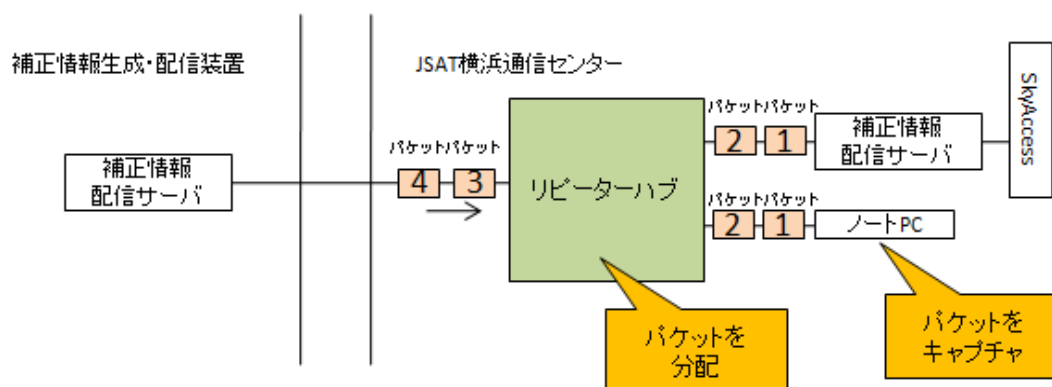 補正情報生成・配信装置
JSAT横浜通信センター
SkyAccess
パケットパケット
2 1
補正情報
配信サーバ
パケットパケット
4 3
補正情報
配信サーバ
リピーターハブ
パケットパケット
2 1
ノートPC
パケットを
分配
パケットを
キャプチャ